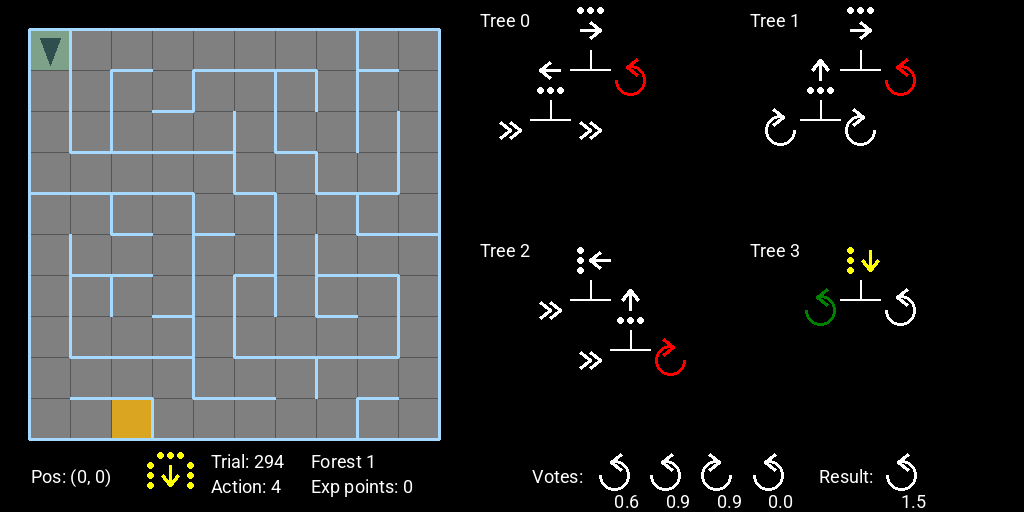 Tree 0
Tree 1
Tree 2
Tree 3
Pos: (0, 0)
Trial: 294
Forest 1
Action: 4
Exp points: 0
Votes:
0.6
0.9
0.9
0.0
Result:
1.5